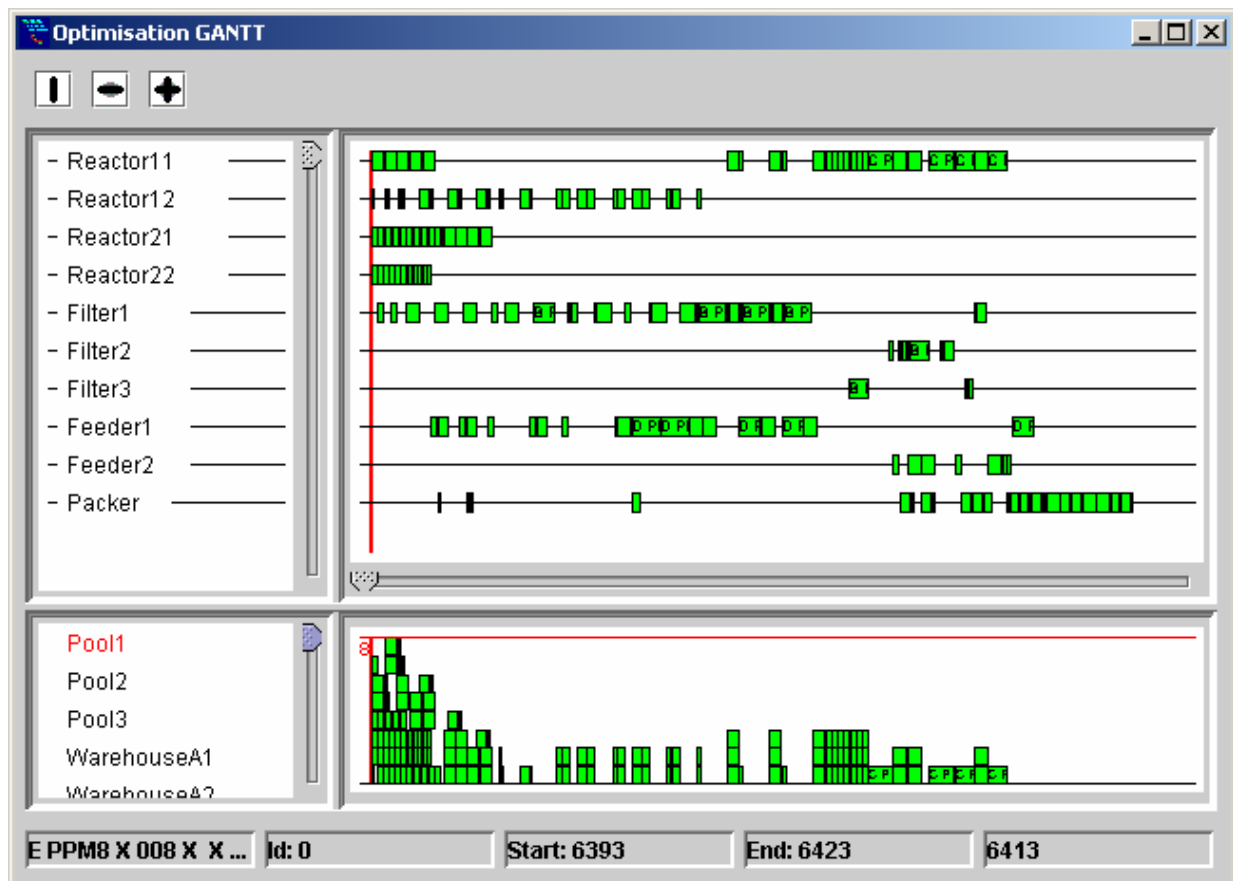 Optimisation GANTT
– Reactor11
– Reactor12
– Reactor21
– Reactor22
– Filter1
– Filter2
– Filter3
– Feeder1
– Feeder2
– Packer
C P C P C I C I
B P B P B P B P
B I
B I
D P D P D P D P D P
Pool1
Pool2
Pool3
WarehouseA1
WarehouseA2
8
C P C P C P C I
E PPM8 X 008 X X ...
Id: 0
Start: 6393
End: 6423
6413